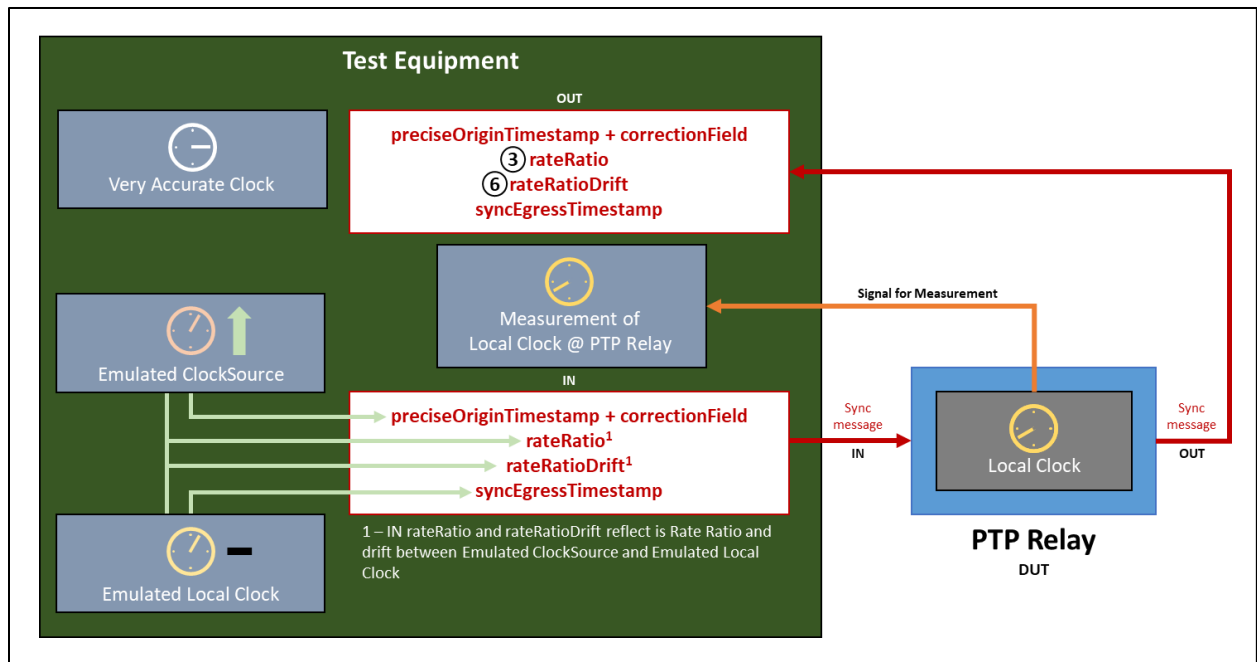 Test Equipment
OUT
Very Accurate Clock
preciseOriginTimestamp + correctionField
3 rateRatio
6 rateRatioDrift
syncEgressTimestamp
Measurement of
Local Clock @ PTP Relay
Signal for Measurement
Emulated ClockSource
IN
preciseOriginTimestamp + correctionField
rateRatio¹
rateRatioDrift¹
syncEgressTimestamp
Sync
message
IN
Local Clock
Sync
message
OUT
1 – IN rateRatio and rateRatioDrift reflect is Rate Ratio and
drift between Emulated ClockSource and Emulated Local
Clock
Emulated Local Clock
PTP Relay
DUT